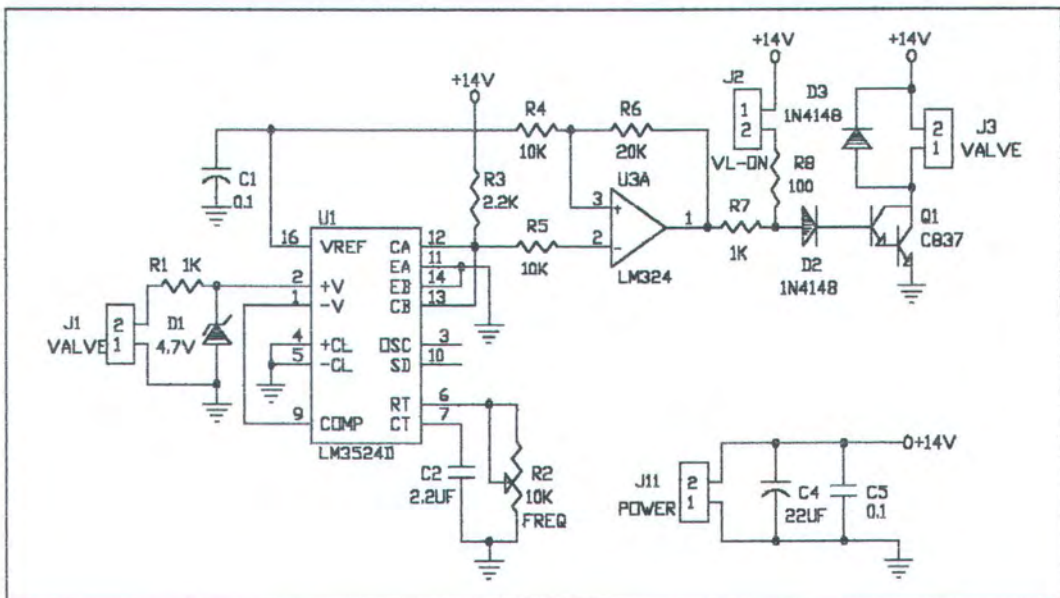 +14V
+14V
+14V
J2
1
2
VL-ON
D3
1N4148
2
1
J3
VALVE
R4
10K
R6
20K
C1
0.1
R3
2.2K
U3A
3
+
2
-
1
LM324
R8
100
R5
10K
R7
1K
D2
1N4148
Q1
C837
U1
16 VREF CA 12
EA 11
2 +V EB 14
1 -V CB 13
4 +CL OSC 3
5 -CL SD 10
RT 6
CT 7
9 COMP
LM3524D
R1 1K
J1
VALVE
2
1
D1
4.7V
C2
2.2UF
R2
10K
FREQ
J11
POWER
2
1
C4
22UF
C5
0.1
+14V